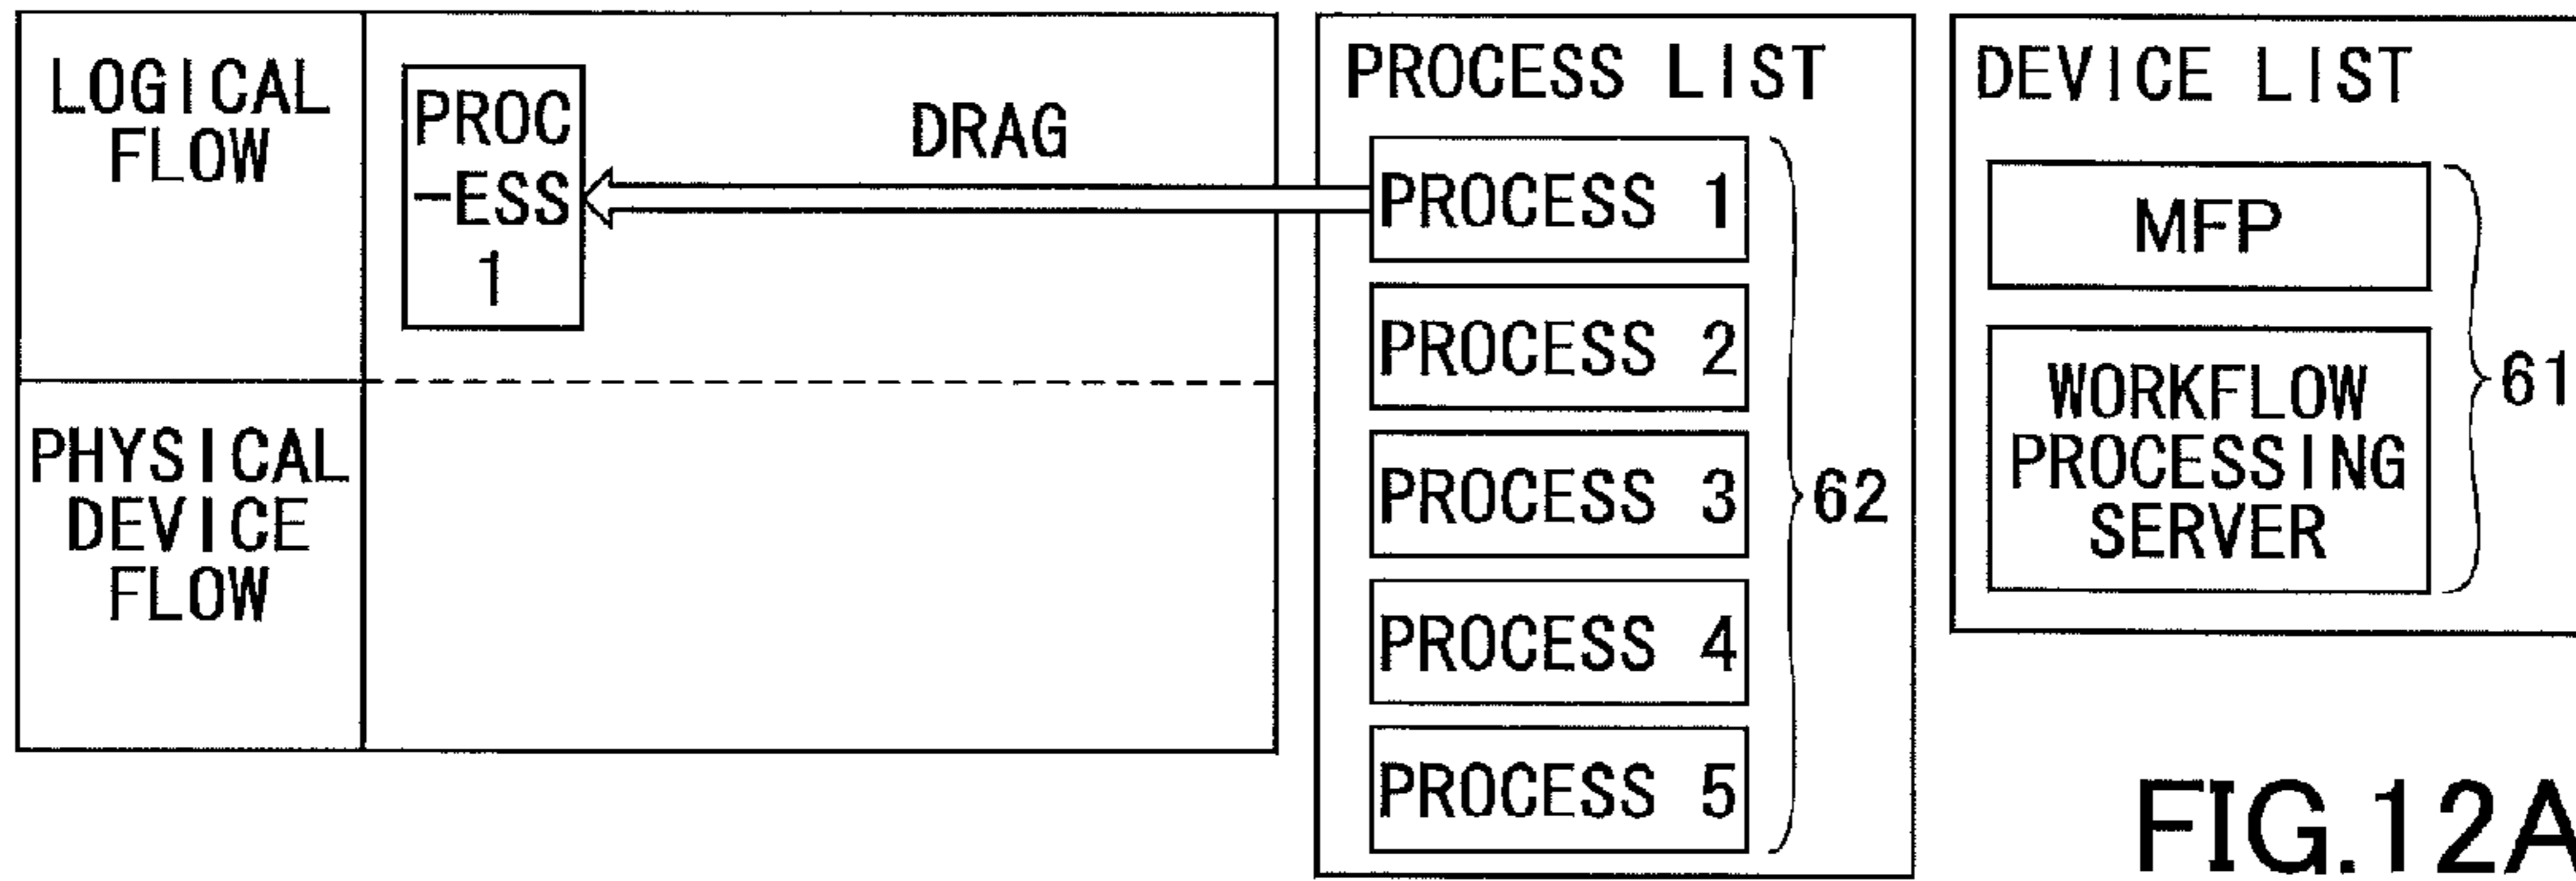 LOGICAL
FLOW
PROC
-ESS
1
DRAG
PHYSICAL
DEVICE
FLOW
PROCESS LIST
PROCESS 1
PROCESS 2
PROCESS 3
PROCESS 4
PROCESS 5
62
DEVICE LIST
MFP
WORKFLOW
PROCESSING
SERVER
61
FIG.12A